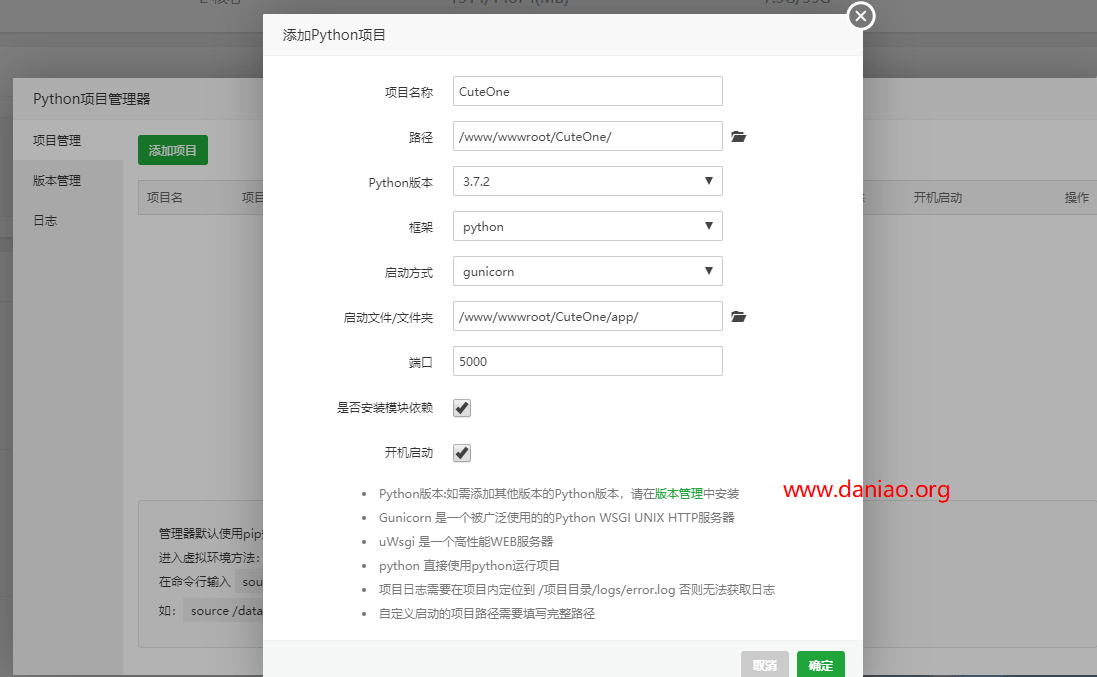 添加Python项目
Python项目管理器
项目管理
版本管理
日志
添加项目
项目名
项目
开机启动
操作
项目名称 CuteOne
路径 /www/wwwroot/CuteOne/
Python版本 3.7.2
框架 python
启动方式 gunicorn
启动文件/文件夹 /www/wwwroot/CuteOne/app/
端口 5000
是否安装模块依赖
开机启动
Python版本:如需添加其他版本的Python版本，请在版本管理中安装
Gunicorn 是一个被广泛使用的的Python WSGI UNIX HTTP服务器
uWsgi 是一个高性能WEB服务器
python 直接使用python运行项目
项目日志需要在项目内定位到 /项目目录/logs/error.log 否则无法获取日志
自定义启动的项目路径需要填写完整路径
www.daniao.org
管理器默认使用pip
进入虚拟环境方法:
在命令行输入 sou
如: source /data
取消 确定